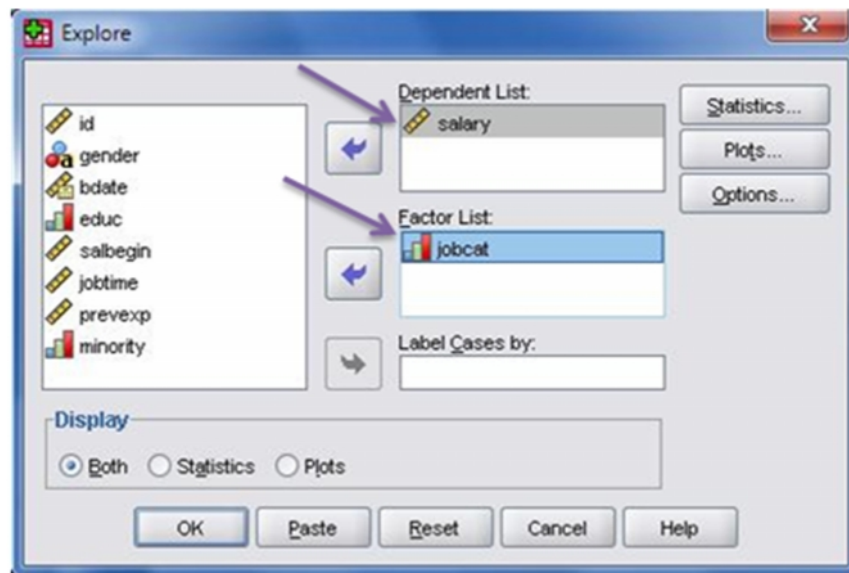 Explore
Dependent List:
id
salary
Statistics...
gender
Plots...
bdate
Options...
educ
Factor List:
salbegin
jobcat
jobtime
prevexp
minority
Label Cases by:
Display
Both Statistics Plots
OK Paste Reset Cancel Help